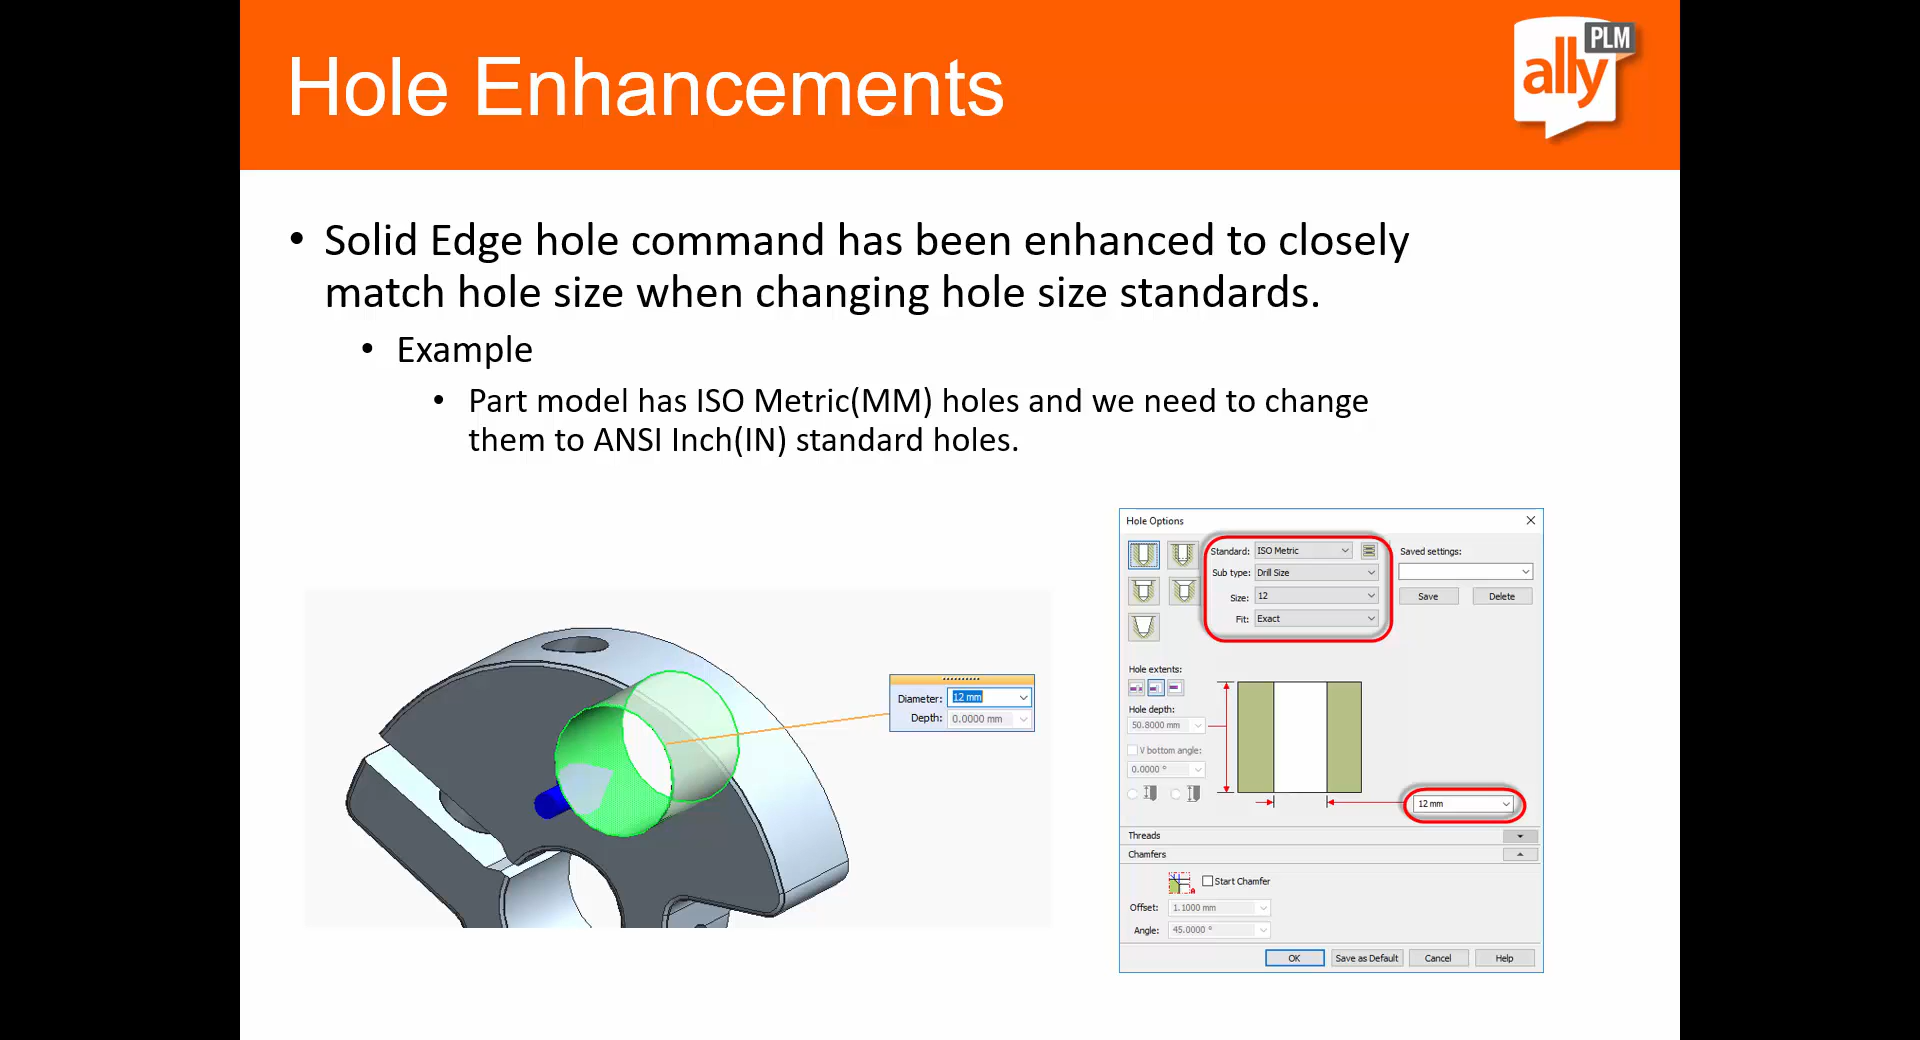 Hole Enhancements
PLM
ally
• Solid Edge hole command has been enhanced to closely
match hole size when changing hole size standards.
• Example
• Part model has ISO Metric(MM) holes and we need to change
them to ANSI Inch(IN) standard holes.
Diameter: 12 mm
Depth: 0.0000 mm
Hole Options
Standard: ISO Metric
Saved settings:
Sub type: Drill Size
Size: 12
Save Delete
Fit: Exact
Hole extents:
Hole depth:
50.8000 mm
V bottom angle:
0.0000 °
12 mm
Threads
Chamfers
Start Chamfer
Offset: 1.1000 mm
Angle: 45.0000 °
OK Save as Default Cancel Help